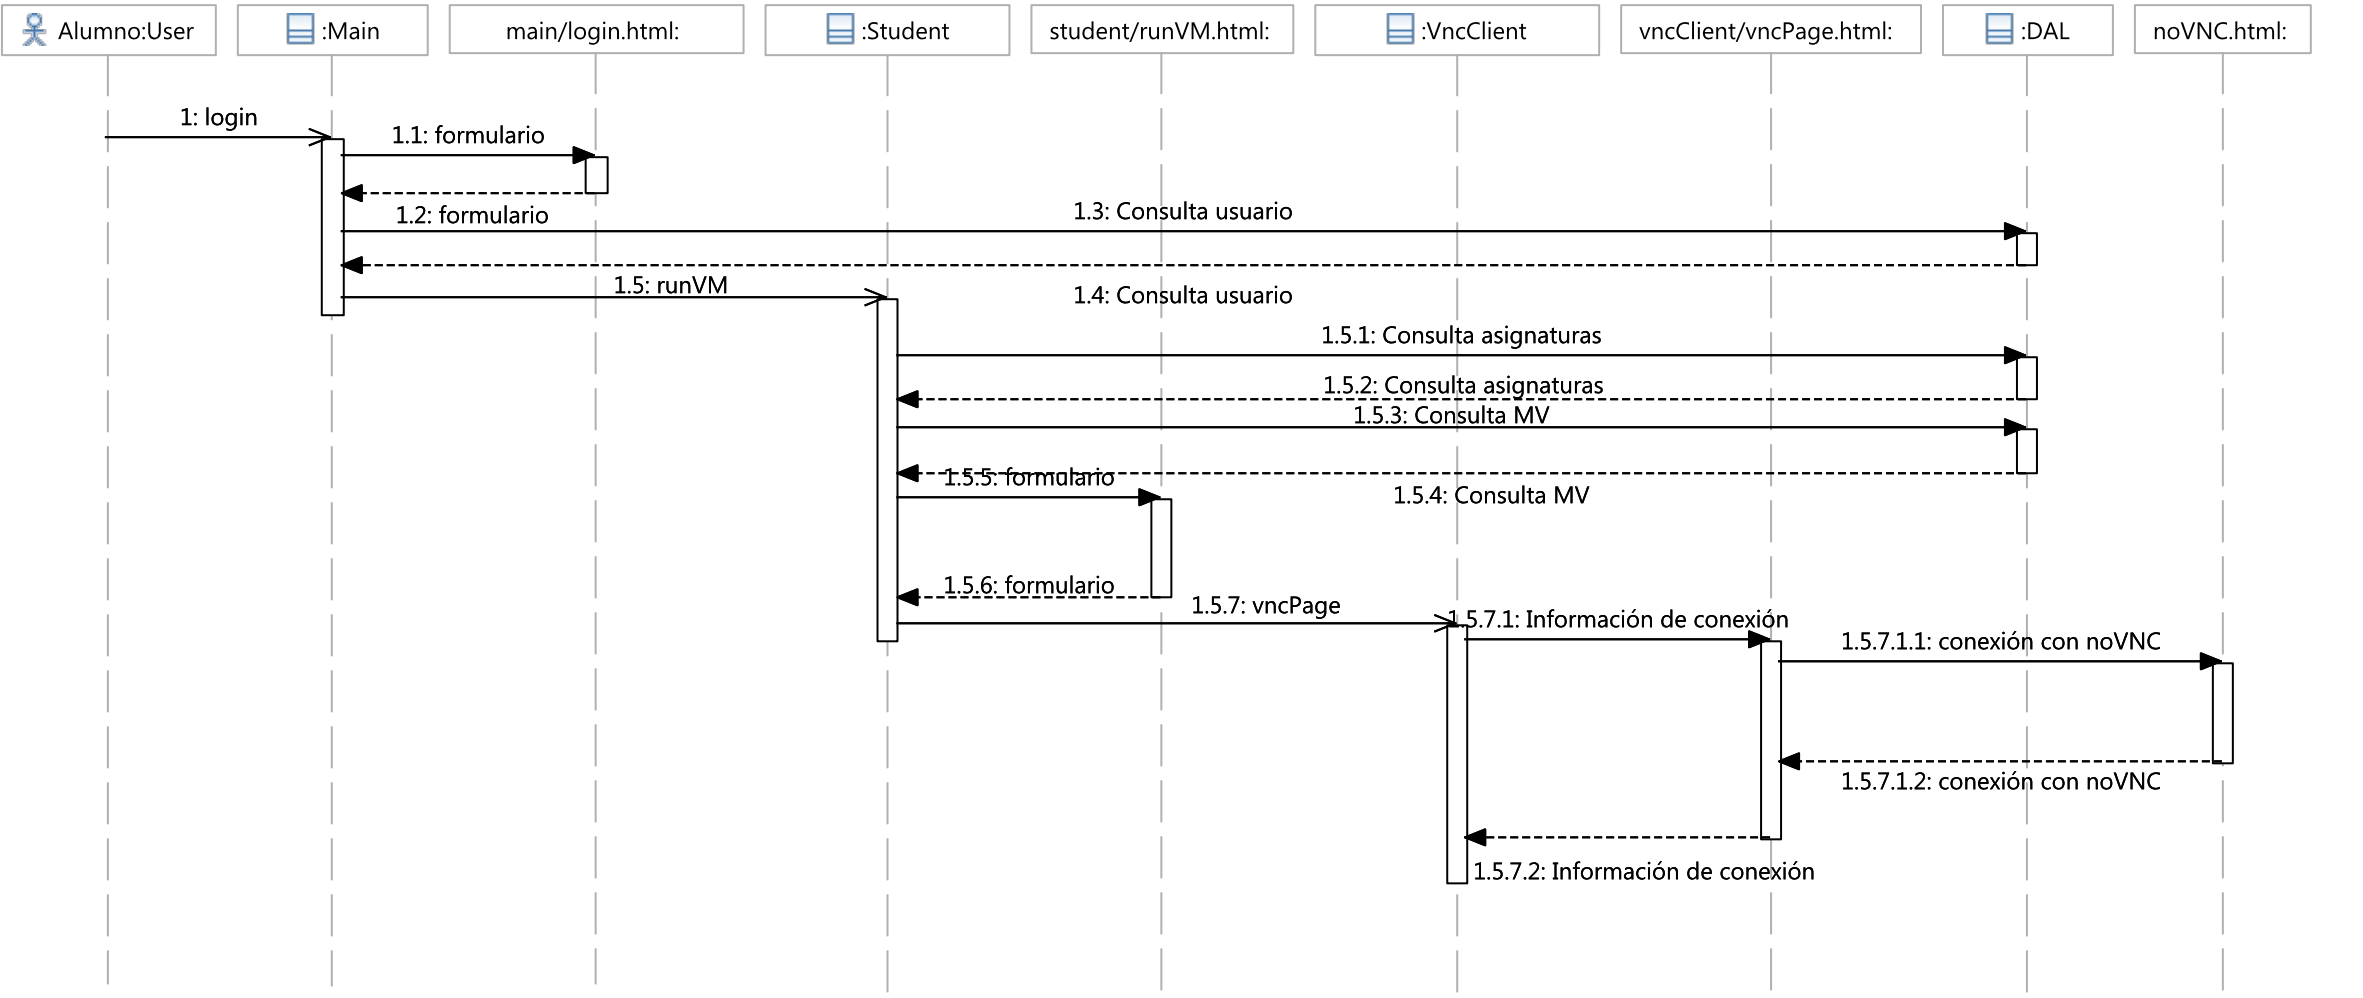 Alumno:User
:Main
main/login.html:
:Student
student/runVM.html:
:VncClient
vncClient/vncPage.html:
:DAL
noVNC.html:
1: login
1.1: formulario
1.2: formulario
1.3: Consulta usuario
1.4: Consulta usuario
1.5: runVM
1.5.1: Consulta asignaturas
1.5.2: Consulta asignaturas
1.5.3: Consulta MV
1.5.4: Consulta MV
1.5.5: formulario
1.5.6: formulario
1.5.7: vncPage
1.5.7.1: Información de conexión
1.5.7.1.1: conexión con noVNC
1.5.7.1.2: conexión con noVNC
1.5.7.2: Información de conexión